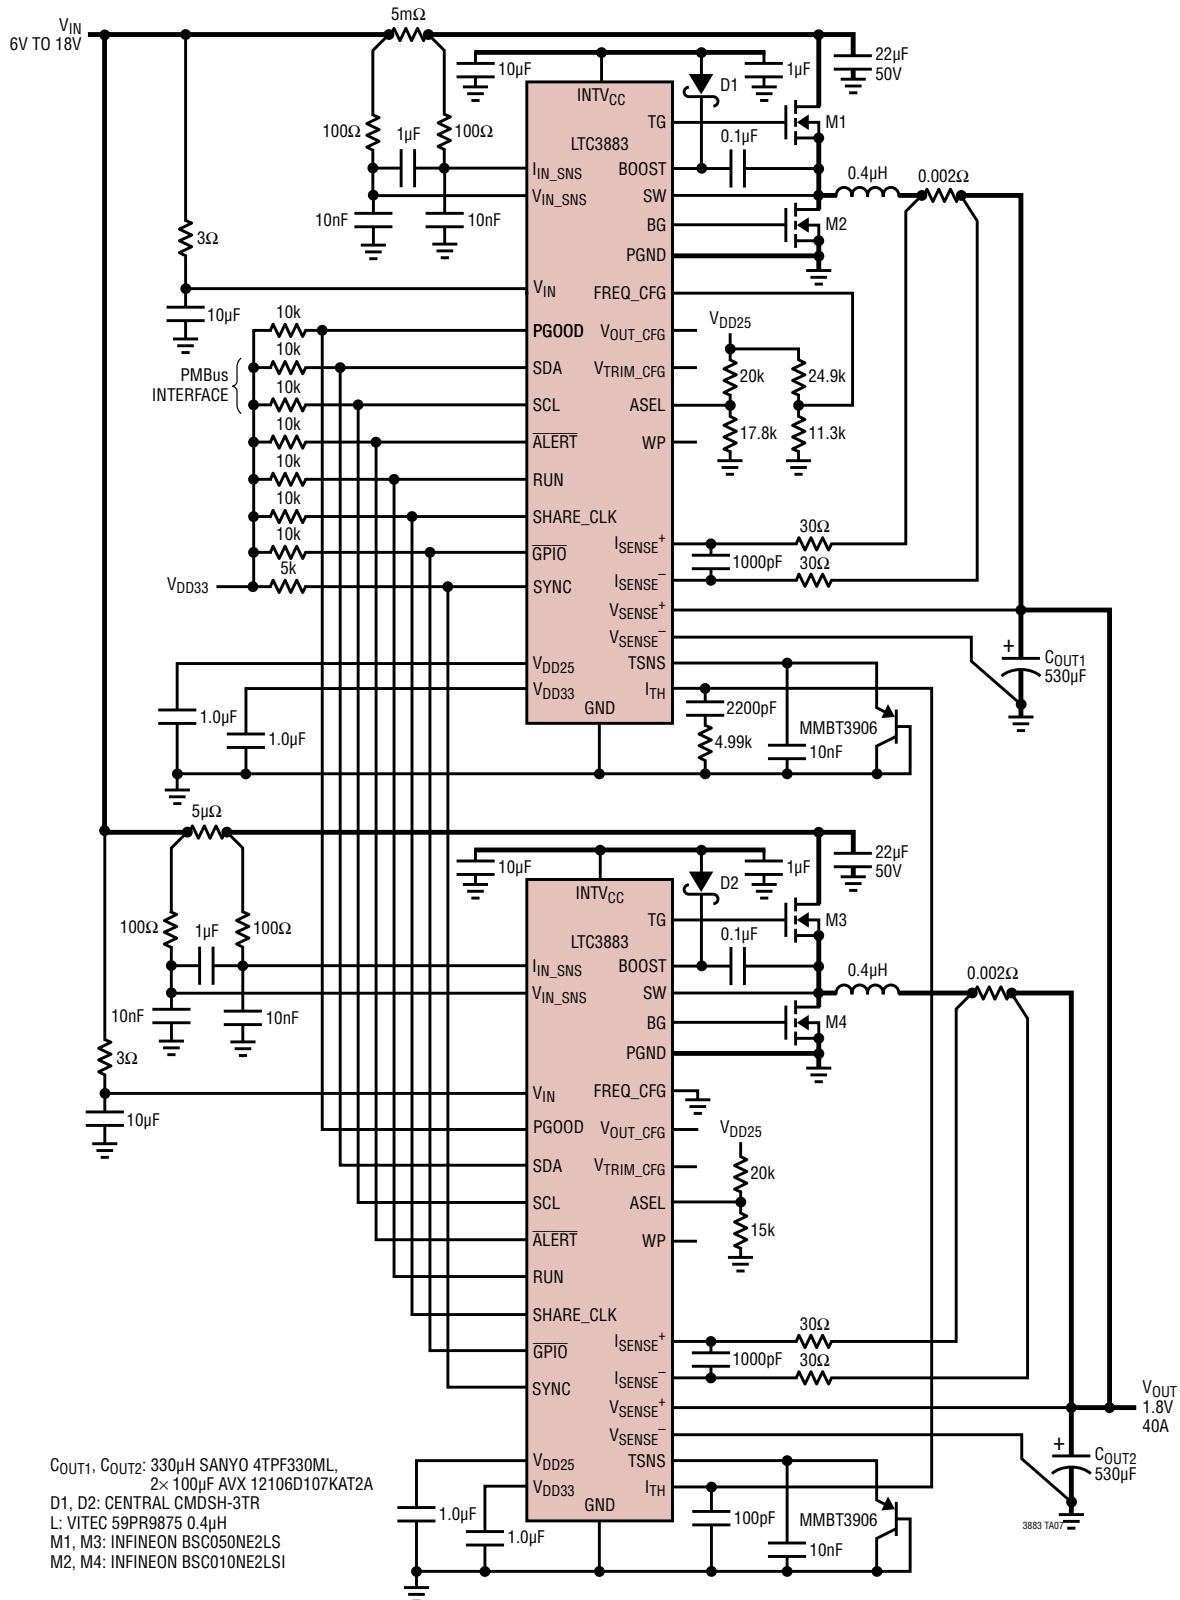 VIN
6V TO 18V
5mΩ
10µF
1µF
22µF
50V
D1
INTVCC
100Ω
1µF
100Ω
TG
M1
LTC3883
0.1µF
IIN_SNS
BOOST
0.4µH
0.002Ω
VIN_SNS
SW
10nF
10nF
BG
M2
3Ω
PGND
VIN
FREQ_CFG
10µF
10k
VDD25
PGOOD
VOUT_CFG
10k
PMBus
INTERFACE
SDA
VTRIM_CFG
20k
24.9k
10k
SCL
ASEL
10k
17.8k
11.3k
ALERT
WP
10k
RUN
10k
SHARE_CLK
30Ω
10k
ISENSE+
GPIO
1000pF
30Ω
5k
ISENSE–
VDD33
SYNC
VSENSE+
VSENSE–
+
COUT1
530µF
VDD25
TSNS
VDD33
ITH
GND
2200pF
1.0µF
1.0µF
4.99k
MMBT3906
10nF
5µΩ
10µF
1µF
22µF
50V
D2
INTVCC
100Ω
1µF
100Ω
TG
M3
LTC3883
0.1µF
IIN_SNS
BOOST
0.4µH
0.002Ω
VIN_SNS
SW
10nF
10nF
BG
M4
3Ω
PGND
VIN
FREQ_CFG
10µF
PGOOD
VOUT_CFG
VDD25
SDA
VTRIM_CFG
20k
SCL
ASEL
15k
ALERT
WP
RUN
SHARE_CLK
30Ω
ISENSE+
GPIO
1000pF
30Ω
ISENSE–
SYNC
VSENSE+
VOUT
1.8V
40A
VSENSE–
+
COUT2
530µF
VDD25
TSNS
VDD33
ITH
GND
1.0µF
1.0µF
100pF
MMBT3906
10nF
3883 TA07
COUT1, COUT2: 330µH SANYO 4TPF330ML,
2× 100µF AVX 12106D107KAT2A
D1, D2: CENTRAL CMDSH-3TR
L: VITEC 59PR9875 0.4µH
M1, M3: INFINEON BSC050NE2LS
M2, M4: INFINEON BSC010NE2LSI